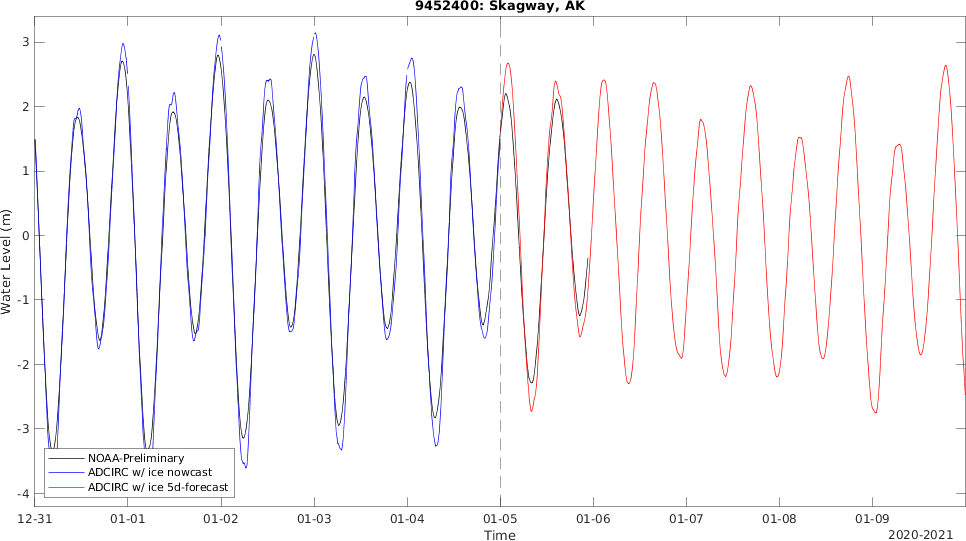 9452400: Skagway, AK
3
2
1
0
-1
-2
-3
-4
Water Level (m)
NOAA-Preliminary
ADCIRC w/ ice nowcast
ADCIRC w/ ice 5d-forecast
12-31 01-01 01-02 01-03 01-04 01-05 01-06 01-07 01-08 01-09
Time
2020-2021